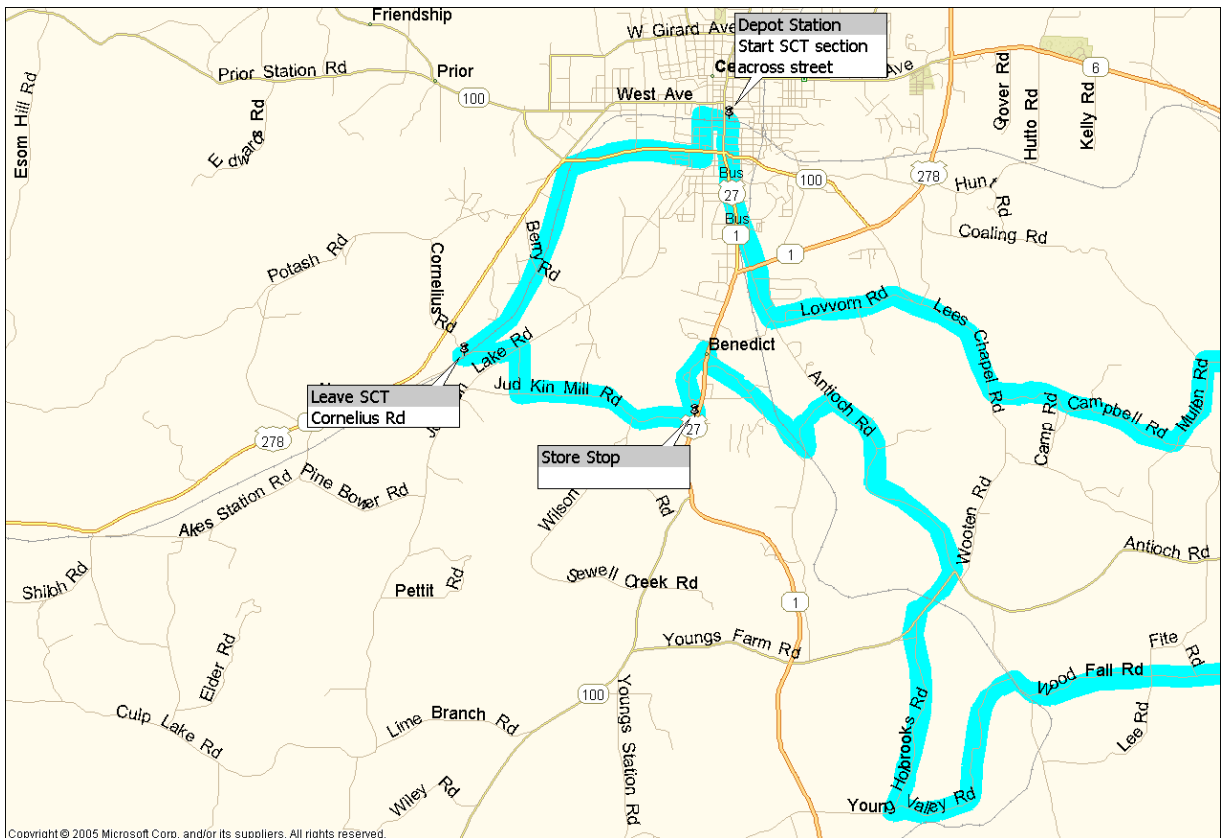 Friendship
W Girard Ave
Depot Station
Start SCT section
across street
Ave
Ce
Prior Station Rd
Prior
100
West Ave
6
Grover Rd
Hutto Rd
Kelly Rd
Esom Hill Rd
Edwards Rd
Bus
27
Bus
1
100
278
Hunt Rd
Coaling Rd
1
Potash Rd
Cornelius Rd
Berry Rd
Lovvorn Rd
Lees Chapel Rd
Lake Rd
Benedict
Jud Kin Mill Rd
Antioch Rd
Campbell Rd
Mullen Rd
Camp Rd
Leave SCT
Cornelius Rd
278
27
Store Stop
Akes Station Rd
Pine Bower Rd
Wilson
Rd
Wooten Rd
Antioch Rd
Shiloh Rd
Pettit Rd
Sewell Creek Rd
1
Elder Rd
Youngs Farm Rd
Fite Rd
Wood Fall Rd
100
Youngs Station Rd
Holbrooks Rd
Lee Rd
Culp Lake Rd
Lime Branch Rd
Wiley Rd
Young Valley Rd
Copyright © 2005 Microsoft Corp. and/or its suppliers. All rights reserved.